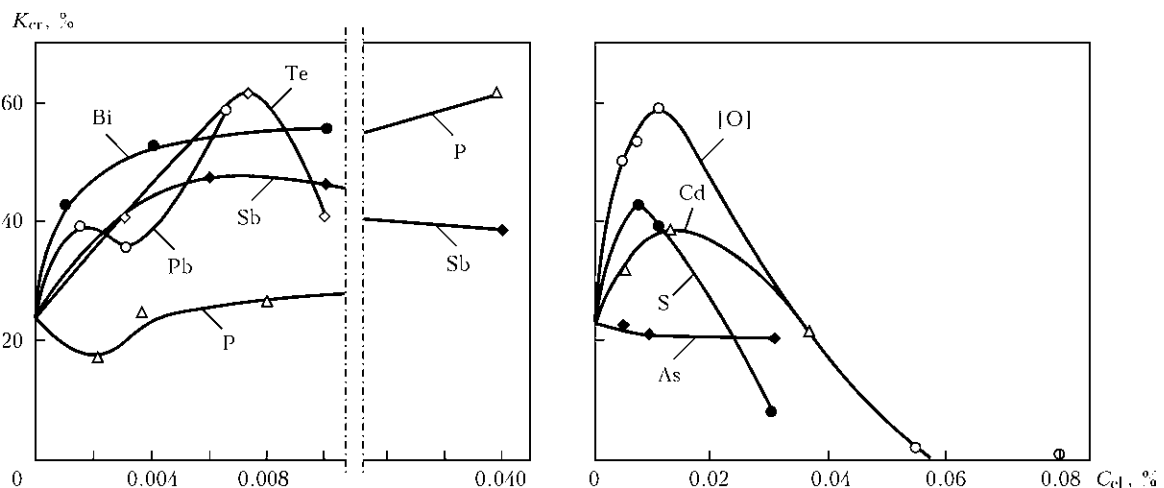 K_cr, %
60
40
20
0
0.004
0.008
0.040
Bi
Te
Sb
Pb
P
P
Sb
[O]
Cd
S
As
0
0.02
0.04
0.06
0.08
C_el, %